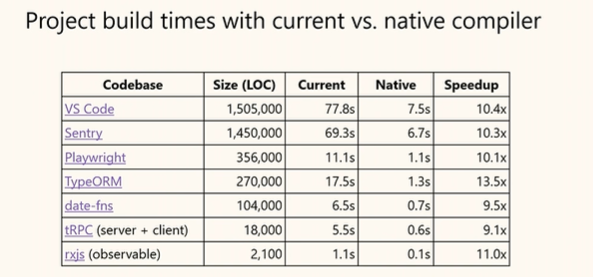 Project build times with current vs. native compiler
Codebase Size (LOC) Current Native Speedup
VS Code 1,505,000 77.8s 7.5s 10.4x
Sentry 1,450,000 69.3s 6.7s 10.3x
Playwright 356,000 11.1s 1.1s 10.1x
TypeORM 270,000 17.5s 1.3s 13.5x
date-fns 104,000 6.5s 0.7s 9.5x
tRPC (server + client) 18,000 5.5s 0.6s 9.1x
rxjs (observable) 2,100 1.1s 0.1s 11.0x